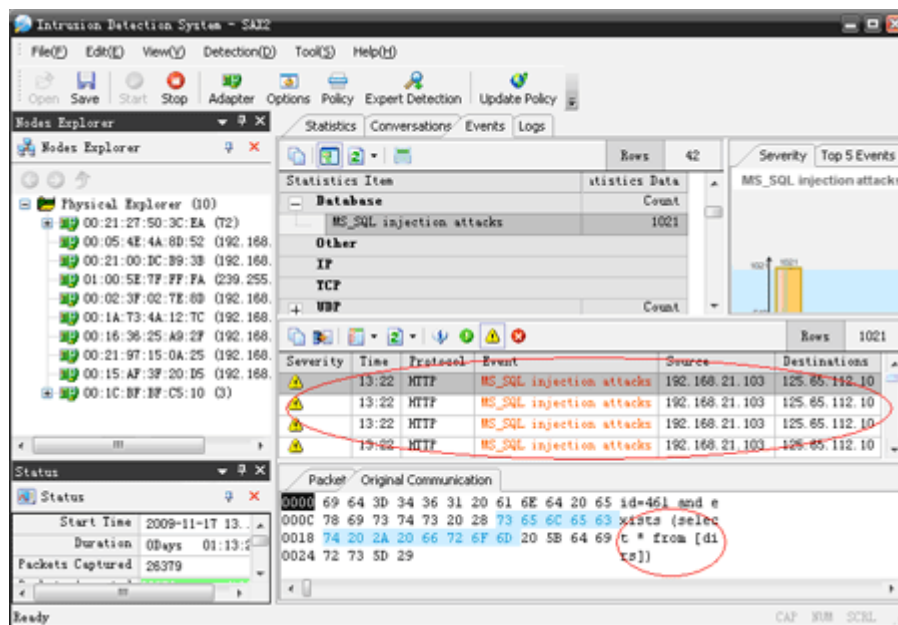 Intrusion Detection System - SAX2
File(F) Edit(E) View(V) Detection(D) Tool(S) Help(H)
Open Save Start Stop Adapter Options Policy Expert Detection Update Policy
Nodes Explorer
Nodes Explorer
Physical Explorer (10)
00:21:27:50:3C:EA (72)
00:05:4E:4A:8D:52 (192.168.
00:21:00:DC:B9:3B (192.168.
01:00:5E:7F:FF:FA (239.255.
00:02:3F:02:7E:8D (192.168.
00:1A:73:4A:12:7C (192.168.
00:16:36:25:A9:2F (192.168.
00:21:97:15:0A:25 (192.168.
00:15:AF:3F:20:D5 (192.168.
00:1C:BF:BF:C5:10 (3)
Status
Status
Start Time 2009-11-17 13..
Duration 0Days 01:13:2
Packets Captured 26379
Statistics Conversations Events Logs
Rows 42
Statistics Item atistics Data
Database Count
MS_SQL injection attacks 1021
Other
IP
TCP
UDP Count
Severity Top 5 Events
MS_SQL injection attack
1021 1021
Rows 1021
Severity Time Protocol Event Source Destinations
13:22 HTTP MS_SQL injection attacks 192.168.21.103 125.65.112.10
13:22 HTTP MS_SQL injection attacks 192.168.21.103 125.65.112.10
13:22 HTTP MS_SQL injection attacks 192.168.21.103 125.65.112.10
13:22 HTTP MS_SQL injection attacks 192.168.21.103 125.65.112.10
Packet Original Communication
0000 69 64 3D 34 36 31 20 61 6E 64 20 65 id=461 and e
000C 78 69 73 74 73 20 28 73 65 6C 65 63 xists (selec
0018 74 20 2A 20 66 72 6F 6D 20 5B 64 69 t * from [di
0024 72 73 5D 29 rs])
Ready
CAP NUM SCRL